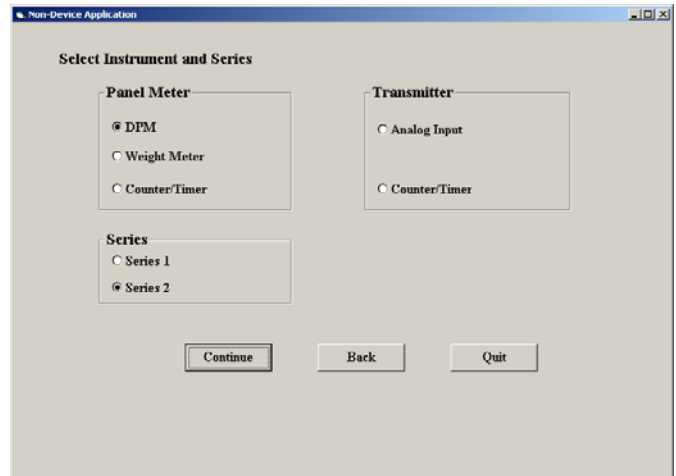 Non-Device Application
Select Instrument and Series
Panel Meter
DPM
Weight Meter
Counter/Timer
Transmitter
Analog Input
Counter/Timer
Series
Series 1
Series 2
Continue Back Quit